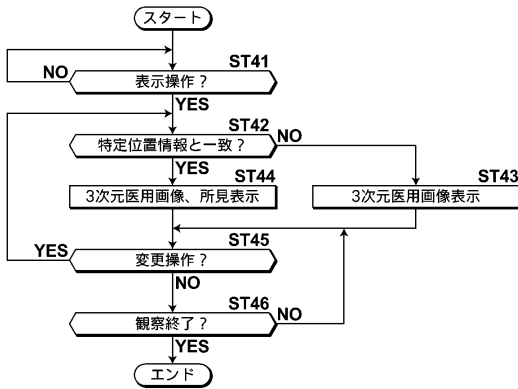 スタート
ST41
表示操作？
NO
YES
ST42
特定位置情報と一致？
NO
YES
ST44
3次元医用画像、所見表示
ST43
3次元医用画像表示
ST45
変更操作？
YES
NO
ST46
観察終了？
NO
YES
エンド